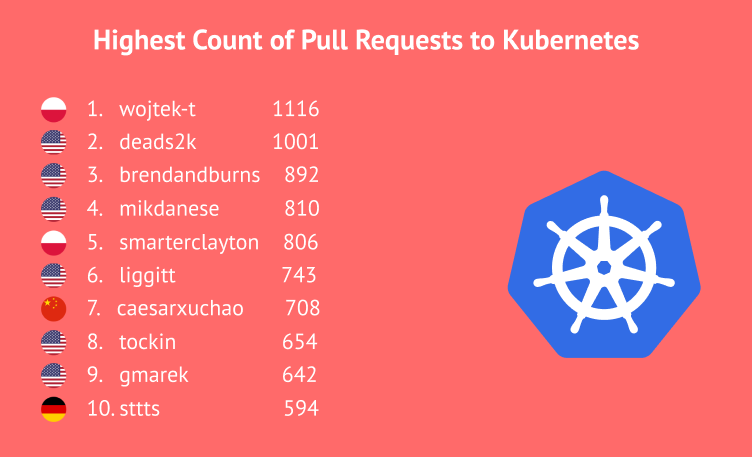 Highest Count of Pull Requests to Kubernetes
1. wojtek-t 1116
2. deads2k 1001
3. brendandburns 892
4. mikdanese 810
5. smarterclayton 806
6. liggitt 743
7. caesarxuchao 708
8. tockin 654
9. gmarek 642
10. sttts 594